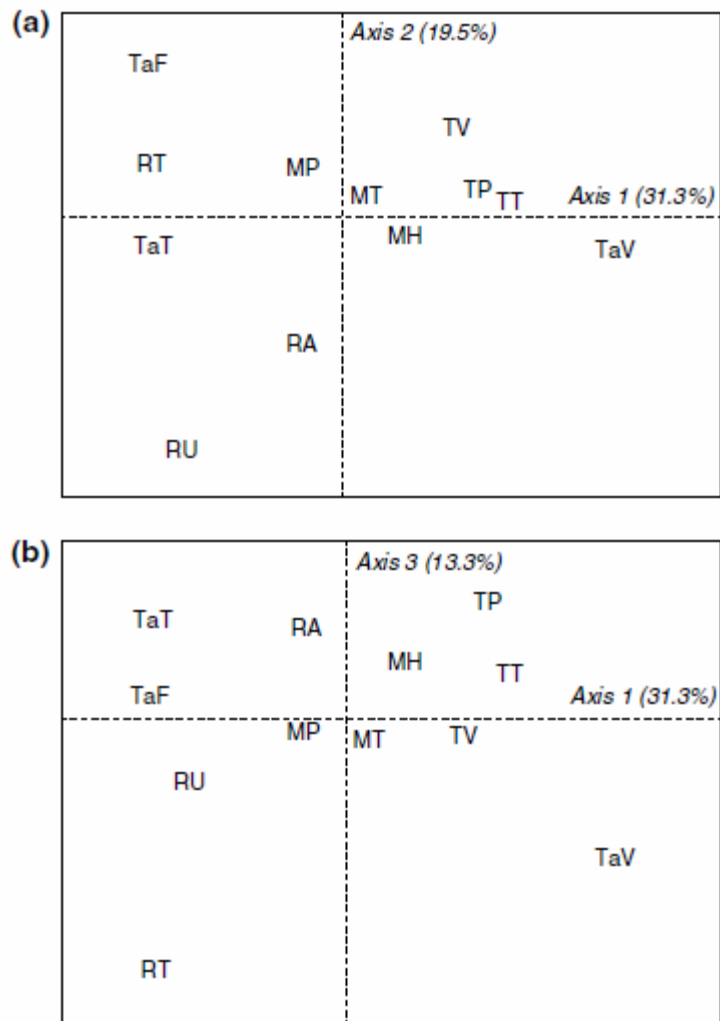 (a)
Axis 2 (19.5%)
TaF
TV
RT
MP
MT
TP
TT
Axis 1 (31.3%)
TaT
MH
TaV
RA
RU
(b)
Axis 3 (13.3%)
TP
TaT
RA
MH
TT
TaF
Axis 1 (31.3%)
MP
MT
TV
RU
TaV
RT